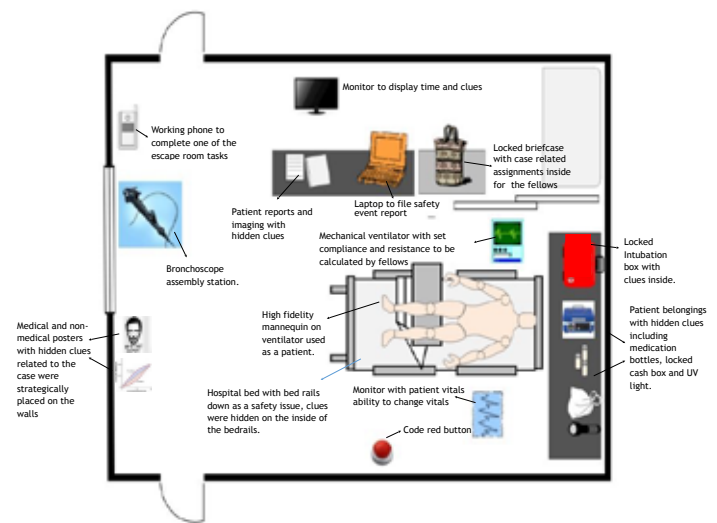 Monitor to display time and clues
Working phone to
complete one of the
escape room tasks
Locked briefcase
with case related
assignments inside
for the fellows
Laptop to file safety
event report
Patient reports and
imaging with
hidden clues
Mechanical ventilator with set
compliance and resistance to be
calculated by fellows
Locked
Intubation
box with
clues inside.
Bronchoscope
assembly station.
High fidelity
mannequin on
ventilator used
as a patient.
Patient belongings
with hidden clues
including
medication
bottles, locked
cash box and UV
light.
Medical and non-
medical posters
with hidden clues
related to the
case were
strategically
placed on the
walls
Hospital bed with bed rails
down as a safety issue, clues
were hidden on the inside of
the bedrails.
Monitor with patient vitals
ability to change vitals
Code red button